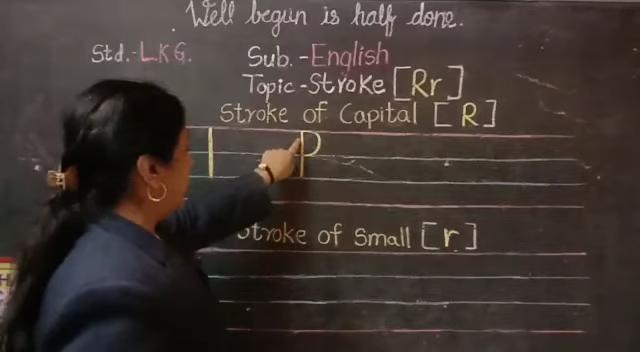 Well begun is half done.
Std.-L.K.G.
Sub.-English
Topic-Stroke [Rr]
Stroke of Capital [R]
P
Stroke of Small [r]